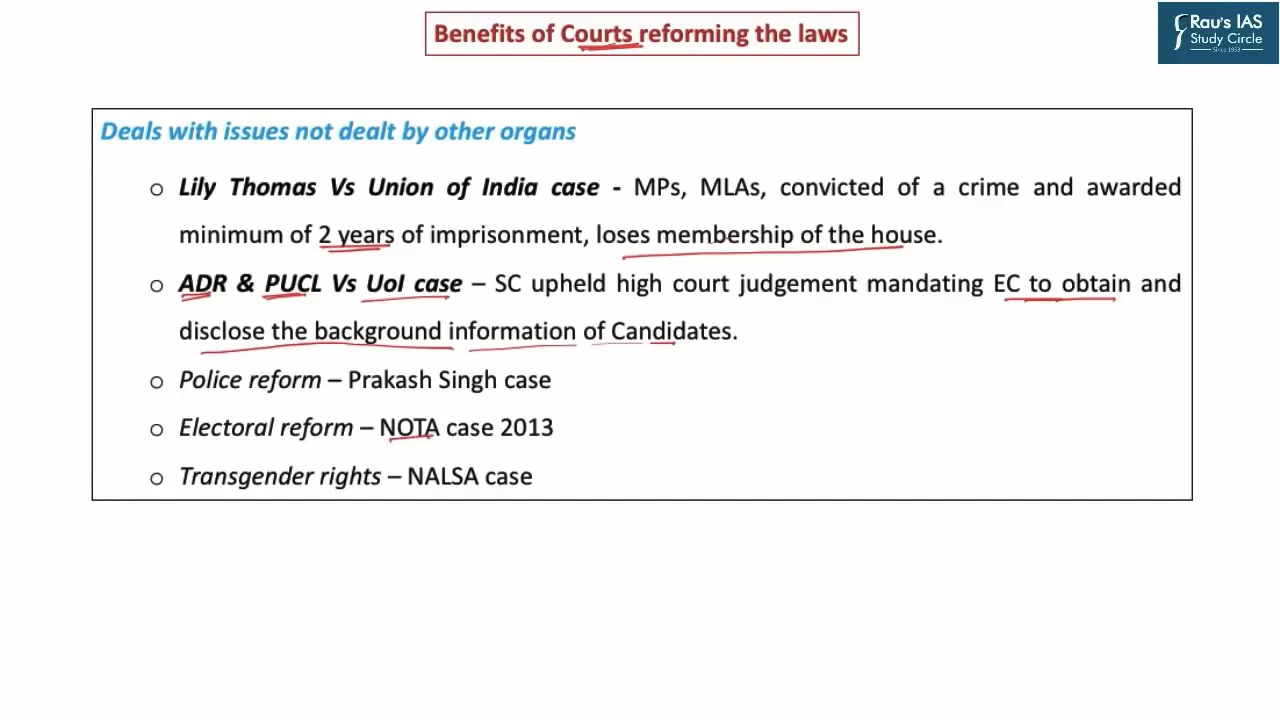 Benefits of Courts reforming the laws
Rau's IAS
Study Circle
Since 1953
Deals with issues not dealt by other organs
o Lily Thomas Vs Union of India case - MPs, MLAs, convicted of a crime and awarded
minimum of 2 years of imprisonment, loses membership of the house.
o ADR & PUCL Vs UoI case – SC upheld high court judgement mandating EC to obtain and
disclose the background information of Candidates.
o Police reform – Prakash Singh case
o Electoral reform – NOTA case 2013
o Transgender rights – NALSA case